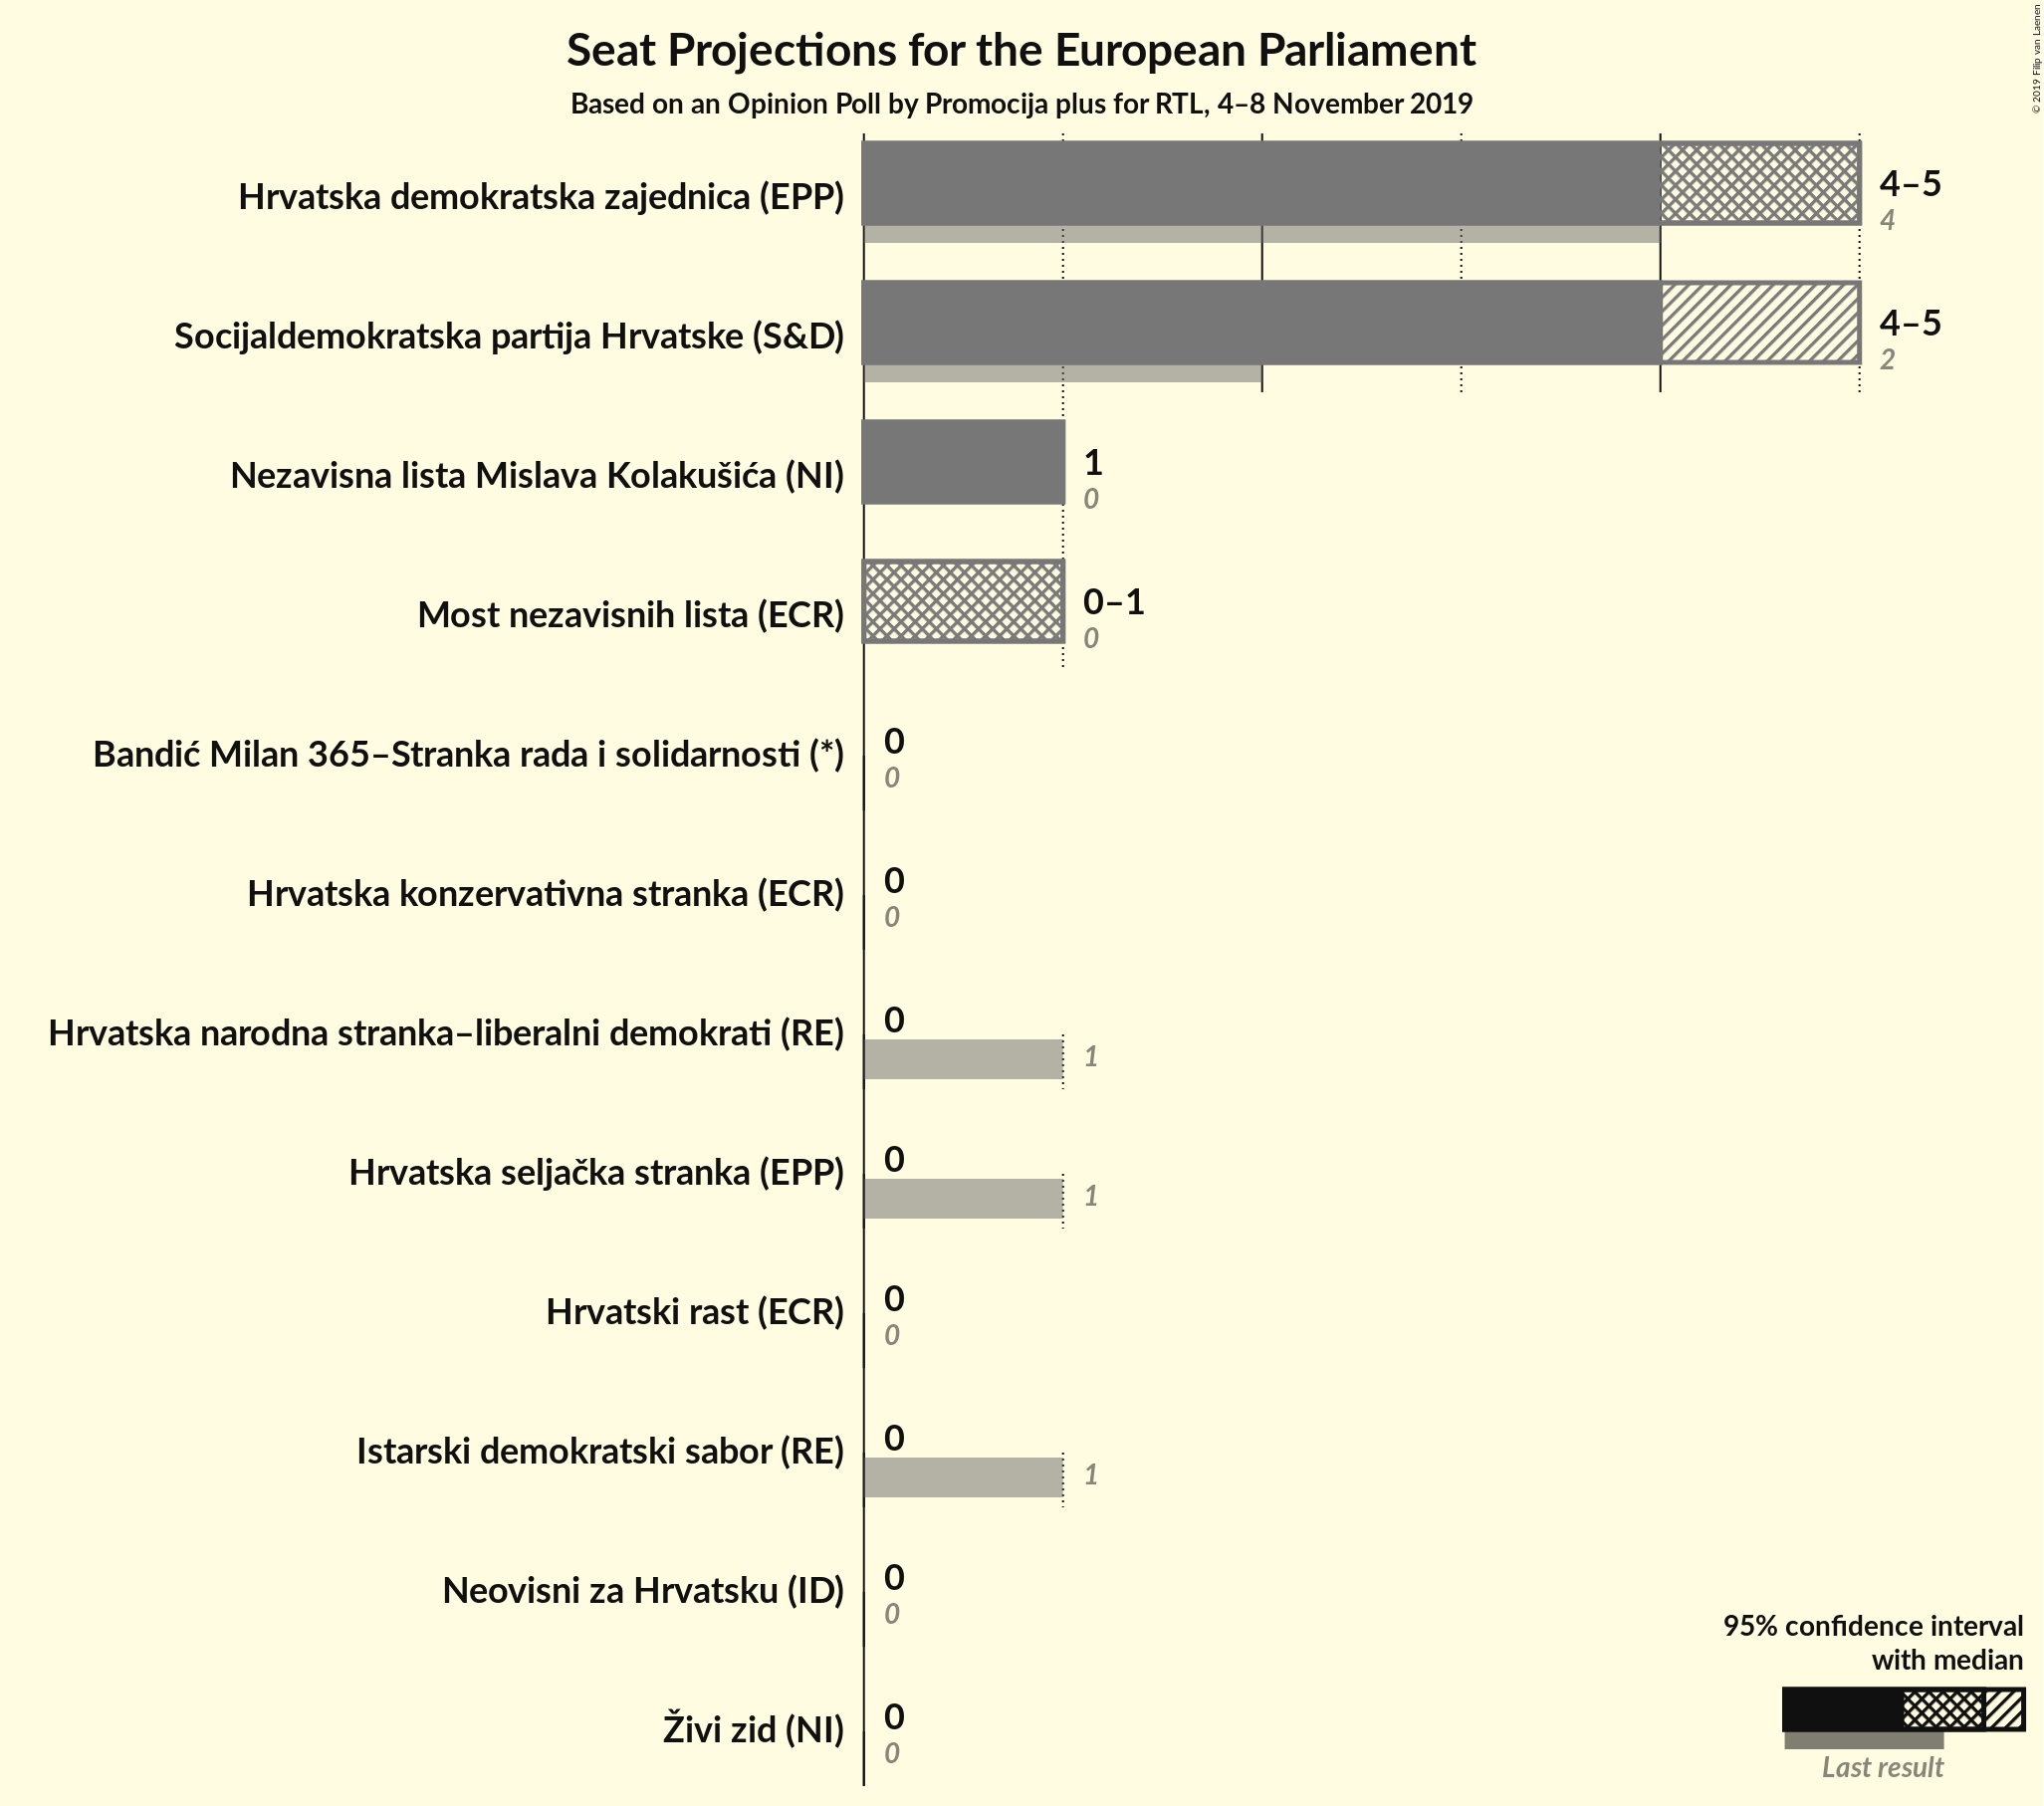 Seat Projections for the European Parliament
Based on an Opinion Poll by Promocija plus for RTL, 4–8 November 2019
© 2019 Filip van Laenen
Hrvatska demokratska zajednica (EPP)
4–5
4
Socijaldemokratska partija Hrvatske (S&D)
4–5
2
Nezavisna lista Mislava Kolakušića (NI)
1
0
Most nezavisnih lista (ECR)
0–1
0
Bandić Milan 365–Stranka rada i solidarnosti (*)
0
0
Hrvatska konzervativna stranka (ECR)
0
0
Hrvatska narodna stranka–liberalni demokrati (RE)
0
1
Hrvatska seljačka stranka (EPP)
0
1
Hrvatski rast (ECR)
0
0
Istarski demokratski sabor (RE)
0
1
Neovisni za Hrvatsku (ID)
0
0
Živi zid (NI)
0
0
95% confidence interval
with median
Last result